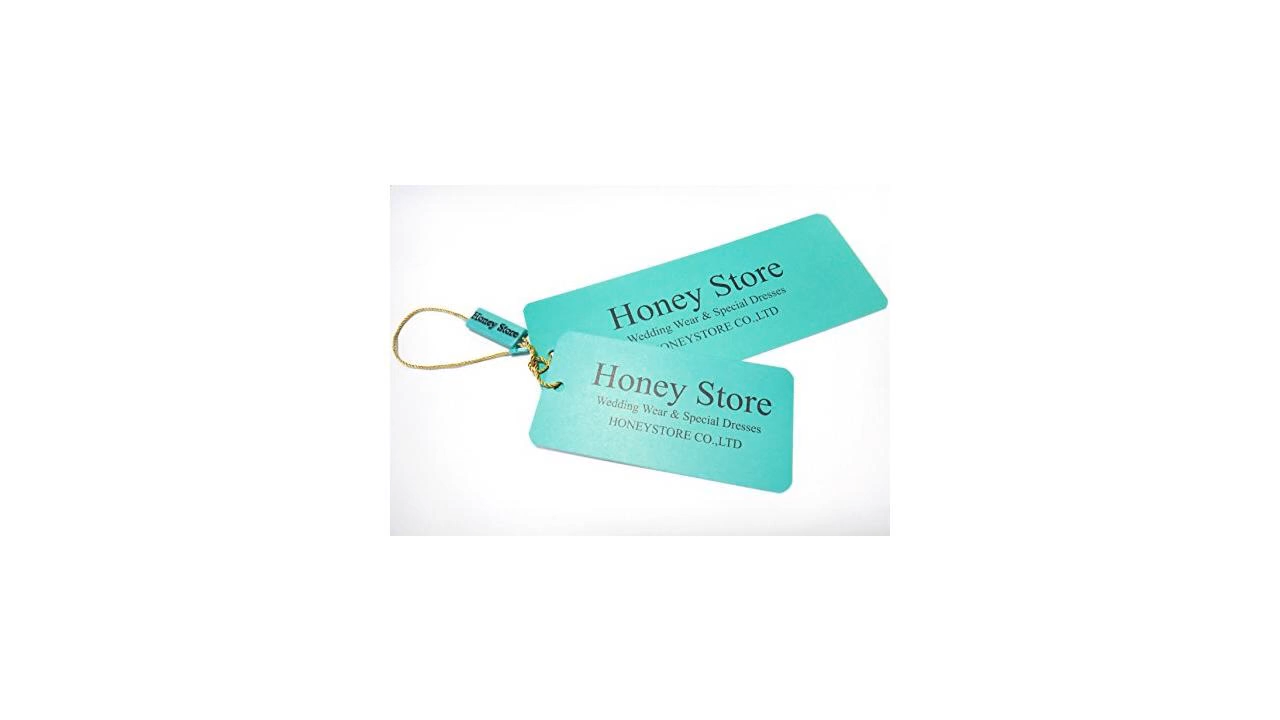 Honey Store
Wedding Wear & Special Dresses
HONEYSTORE CO.,LTD
Honey Store
Honey Store
Wedding Wear & Special Dresses
HONEYSTORE CO.,LTD